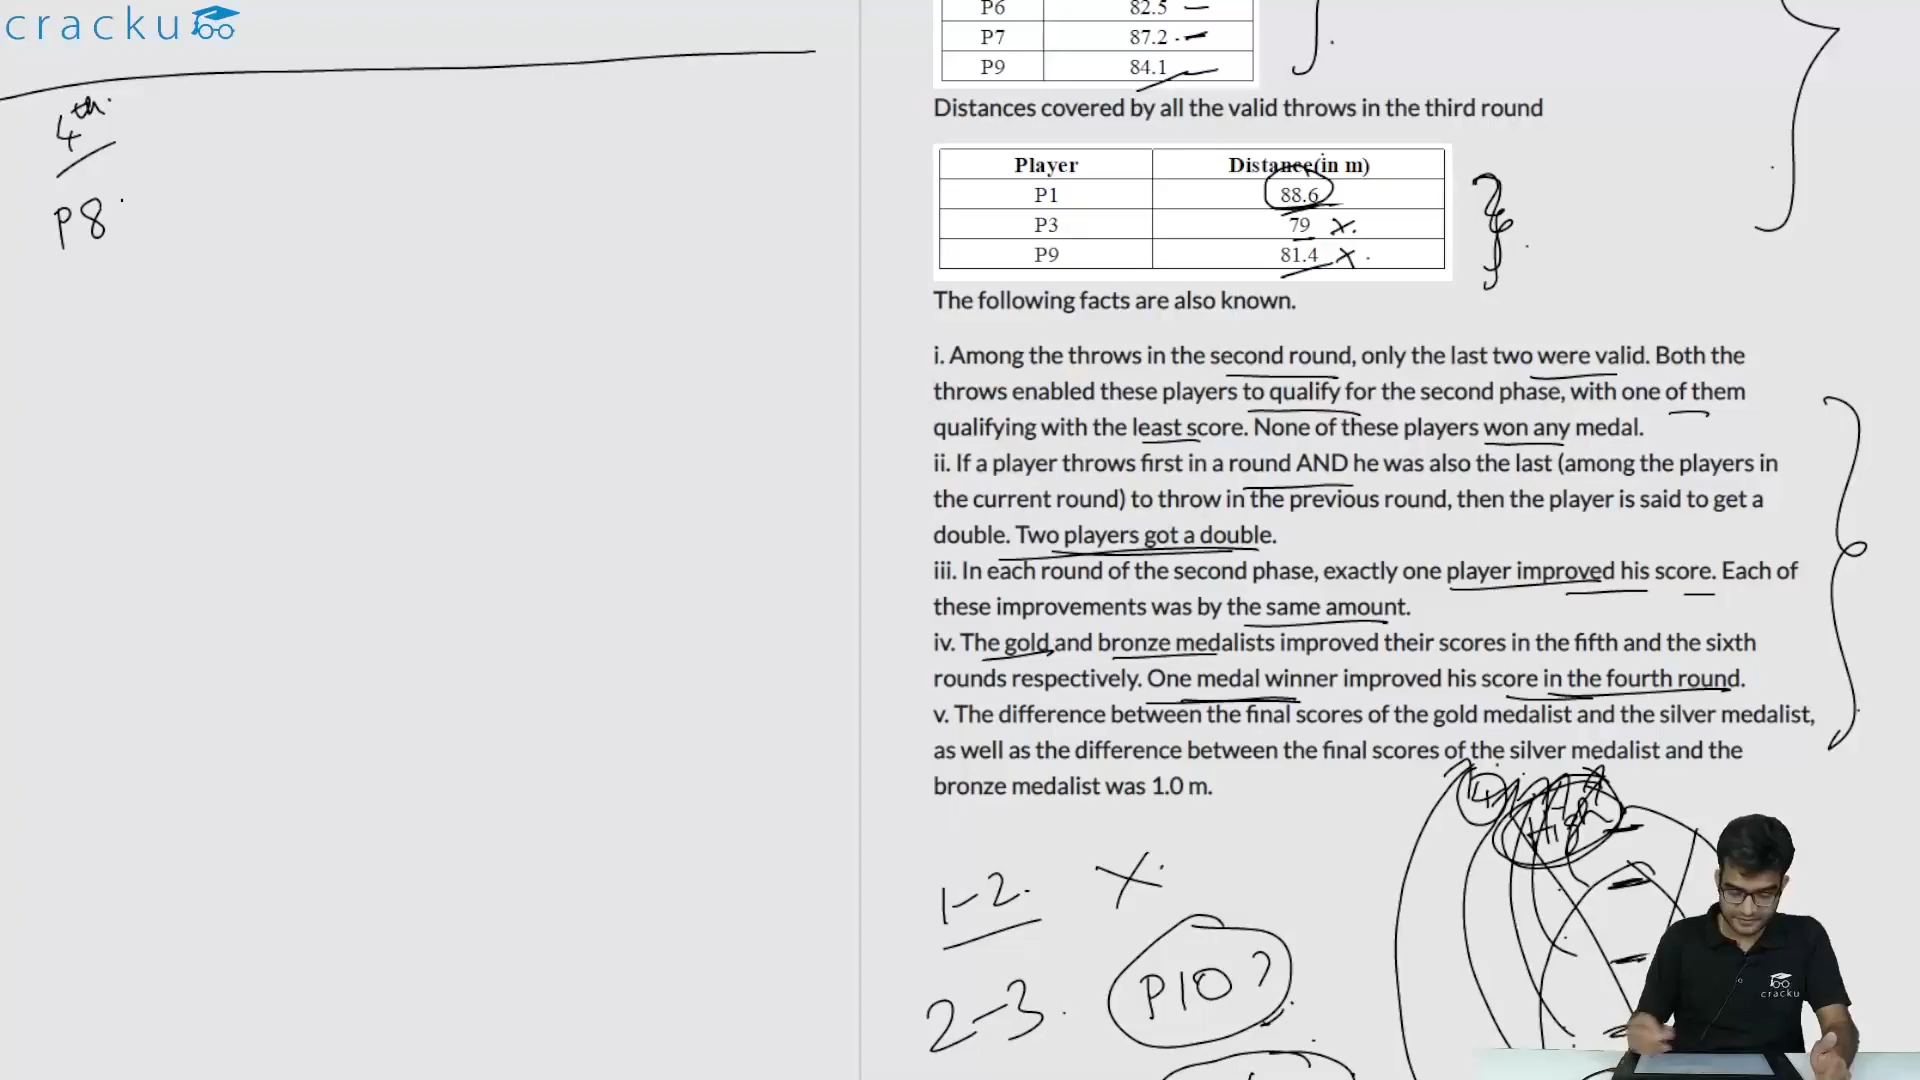 cracku
4th
P8
P6 82.5
P7 87.2
P9 84.1
Distances covered by all the valid throws in the third round
Player Distance(in m)
P1 88.6
P3 79 x
P9 81.4 x
The following facts are also known.
i. Among the throws in the second round, only the last two were valid. Both the
throws enabled these players to qualify for the second phase, with one of them
qualifying with the least score. None of these players won any medal.
ii. If a player throws first in a round AND he was also the last (among the players in
the current round) to throw in the previous round, then the player is said to get a
double. Two players got a double.
iii. In each round of the second phase, exactly one player improved his score. Each of
these improvements was by the same amount.
iv. The gold and bronze medalists improved their scores in the fifth and the sixth
rounds respectively. One medal winner improved his score in the fourth round.
v. The difference between the final scores of the gold medalist and the silver medalist,
as well as the difference between the final scores of the silver medalist and the
bronze medalist was 1.0 m.
1-2. X
2-3. P10?
High
cracku